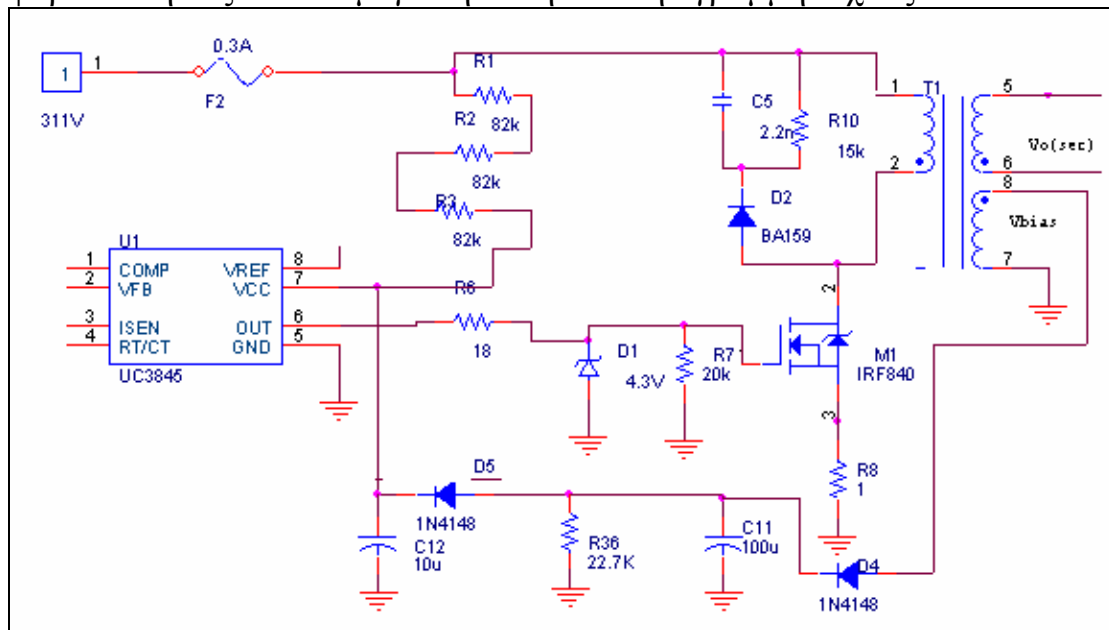 0.3A
1
1
F2
311V
R1
82k
R2
82k
R3
82k
C5
2.2n
R10
15k
D2
BA159
1
T1
2
5
Vo(sec)
6
8
Vbias
7
U1
1 COMP VREF 8
2 VFB VCC 7
3 ISEN OUT 6
4 RT/CT GND 5
UC3845
R6
18
D1
4.3V
R7
20k
1
2
M1
IRF840
3
R8
1
D5
1N4148
C12
10u
R36
22.7K
C11
100u
D4
1N4148